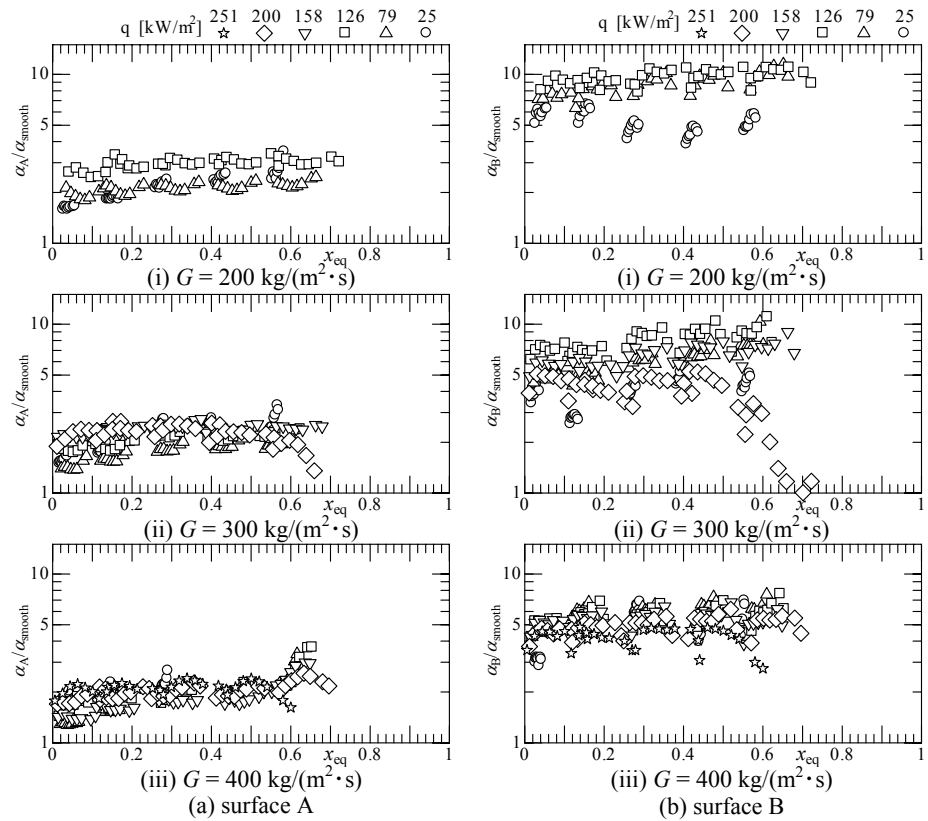 q [kW/m²] 251 200 158 126 79 25
10
5
1
α_A/α_smooth
0 0.2 0.4 0.6 0.8 1
x_eq
(i) G = 200 kg/(m²·s)
10
5
1
α_A/α_smooth
0 0.2 0.4 0.6 0.8 1
x_eq
(ii) G = 300 kg/(m²·s)
10
5
1
α_A/α_smooth
0 0.2 0.4 0.6 0.8 1
x_eq
(iii) G = 400 kg/(m²·s)
(a) surface A
q [kW/m²] 251 200 158 126 79 25
10
5
1
α_B/α_smooth
0 0.2 0.4 0.6 0.8 1
x_eq
(i) G = 200 kg/(m²·s)
10
5
1
α_B/α_smooth
0 0.2 0.4 0.6 0.8 1
x_eq
(ii) G = 300 kg/(m²·s)
10
5
1
α_B/α_smooth
0 0.2 0.4 0.6 0.8 1
x_eq
(iii) G = 400 kg/(m²·s)
(b) surface B